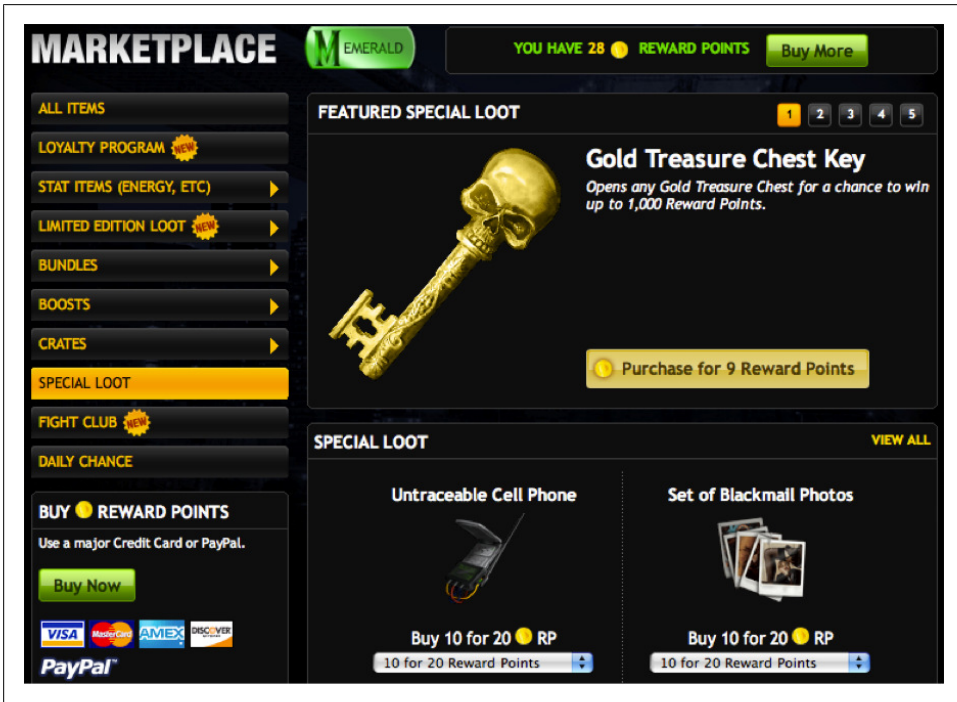 MARKETPLACE
M EMERALD
YOU HAVE 28 REWARD POINTS
Buy More
ALL ITEMS
LOYALTY PROGRAM NEW
STAT ITEMS (ENERGY, ETC)
LIMITED EDITION LOOT NEW
BUNDLES
BOOSTS
CRATES
SPECIAL LOOT
FIGHT CLUB NEW
DAILY CHANCE
BUY REWARD POINTS
Use a major Credit Card or PayPal.
Buy Now
VISA MasterCard AMEX DISCOVER
PayPal
FEATURED SPECIAL LOOT
1 2 3 4 5
Gold Treasure Chest Key
Opens any Gold Treasure Chest for a chance to win
up to 1,000 Reward Points.
Purchase for 9 Reward Points
SPECIAL LOOT
VIEW ALL
Untraceable Cell Phone
Buy 10 for 20 RP
10 for 20 Reward Points
Set of Blackmail Photos
Buy 10 for 20 RP
10 for 20 Reward Points